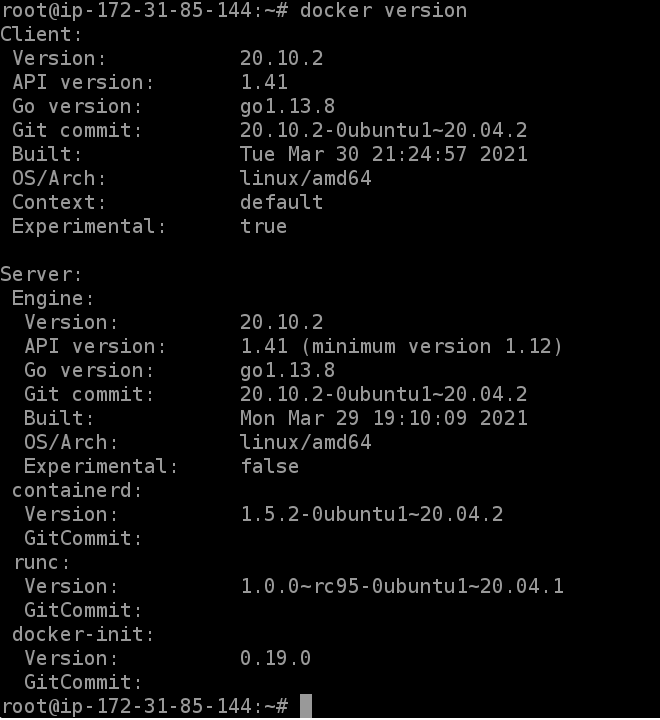 root@ip-172-31-85-144:~# docker version
Client:
 Version:           20.10.2
 API version:       1.41
 Go version:        go1.13.8
 Git commit:        20.10.2-0ubuntu1~20.04.2
 Built:             Tue Mar 30 21:24:57 2021
 OS/Arch:           linux/amd64
 Context:           default
 Experimental:      true

Server:
 Engine:
  Version:          20.10.2
  API version:      1.41 (minimum version 1.12)
  Go version:       go1.13.8
  Git commit:       20.10.2-0ubuntu1~20.04.2
  Built:            Mon Mar 29 19:10:09 2021
  OS/Arch:          linux/amd64
  Experimental:     false
 containerd:
  Version:          1.5.2-0ubuntu1~20.04.2
  GitCommit:
 runc:
  Version:          1.0.0~rc95-0ubuntu1~20.04.1
  GitCommit:
 docker-init:
  Version:          0.19.0
  GitCommit:
root@ip-172-31-85-144:~#